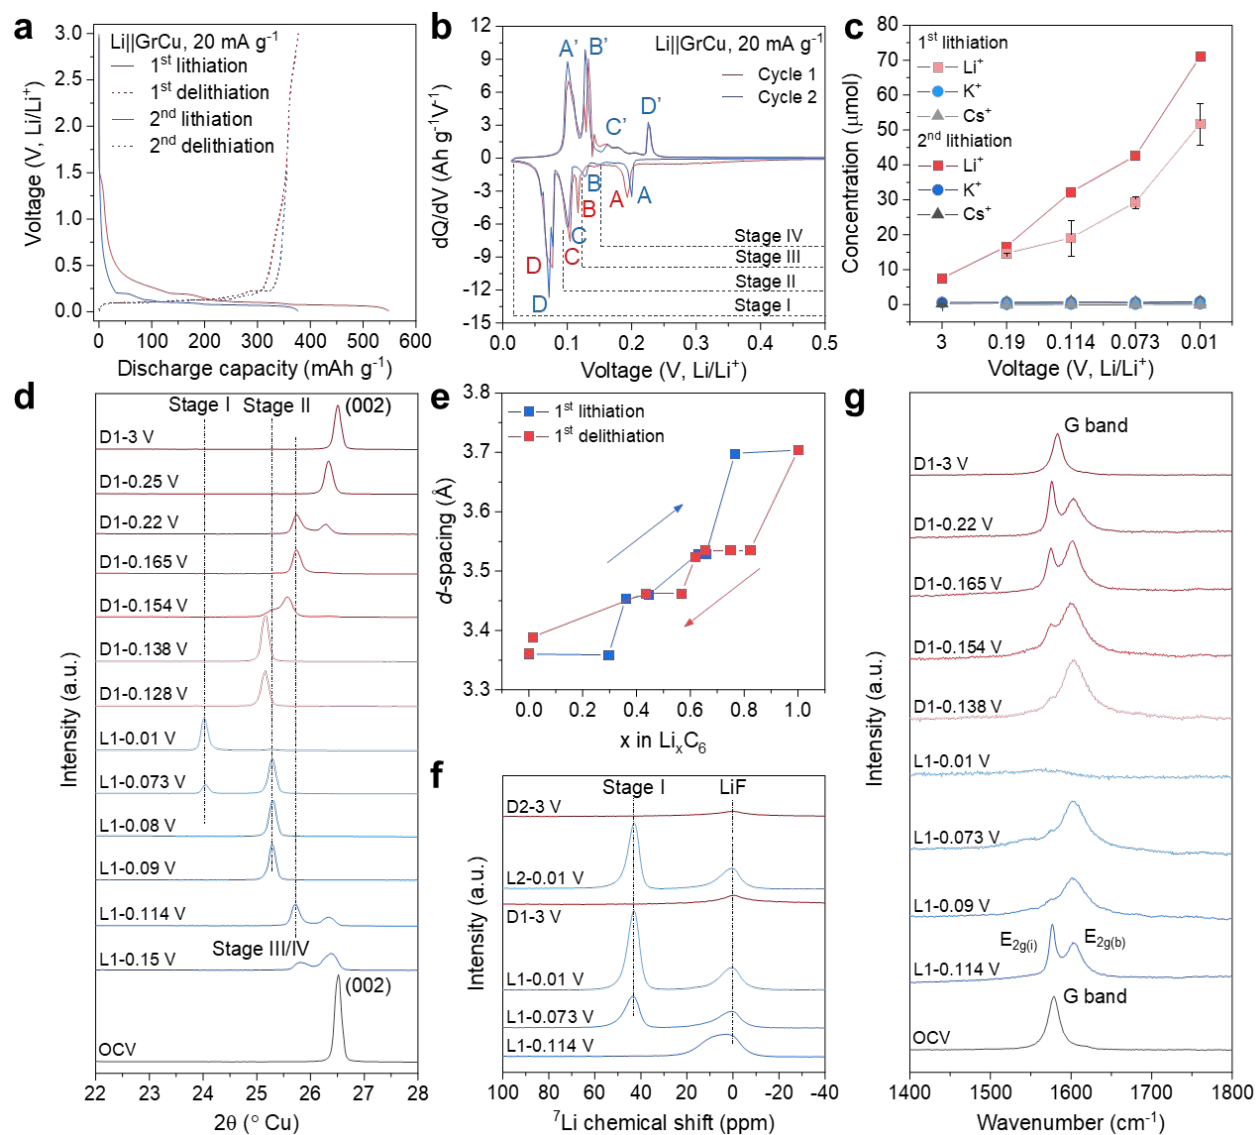 a
Li||GrCu, 20 mA g-1
1st lithiation
1st delithiation
2nd lithiation
2nd delithiation
Voltage (V, Li/Li+)
3.0
2.5
2.0
1.5
1.0
0.5
0.0
0 100 200 300 400 500 600
Discharge capacity (mAh g-1)
b
Li||GrCu, 20 mA g-1
Cycle 1
Cycle 2
A' B' C' D'
A A
B B
C C
D D
Stage IV
Stage III
Stage II
Stage I
dQ/dV (Ah g-1V-1)
12
9
6
3
0
-3
-6
-9
-12
-15
0.0 0.1 0.2 0.3 0.4 0.5
Voltage (V, Li/Li+)
c
1st lithiation
Li+
K+
Cs+
2nd lithiation
Li+
K+
Cs+
Concentration (μmol)
80
70
60
50
40
30
20
10
0
3 0.19 0.114 0.073 0.01
Voltage (V, Li/Li+)
d
Stage I Stage II (002)
D1-3 V
D1-0.25 V
D1-0.22 V
D1-0.165 V
D1-0.154 V
D1-0.138 V
D1-0.128 V
L1-0.01 V
L1-0.073 V
L1-0.08 V
L1-0.09 V
L1-0.114 V
Stage III/IV
L1-0.15 V
(002)
OCV
Intensity (a.u.)
22 23 24 25 26 27 28
2θ (° Cu)
e
1st lithiation
1st delithiation
d-spacing (Å)
3.8
3.7
3.6
3.5
3.4
3.3
0.0 0.2 0.4 0.6 0.8 1.0
x in LixC6
f
Stage I LiF
D2-3 V
L2-0.01 V
D1-3 V
L1-0.01 V
L1-0.073 V
L1-0.114 V
Intensity (a.u.)
100 80 60 40 20 0 -20 -40
7Li chemical shift (ppm)
g
G band
D1-3 V
D1-0.22 V
D1-0.165 V
D1-0.154 V
D1-0.138 V
L1-0.01 V
L1-0.073 V
L1-0.09 V
E2g(i) E2g(b)
L1-0.114 V
G band
OCV
Intensity (a.u.)
1400 1500 1600 1700 1800
Wavenumber (cm-1)